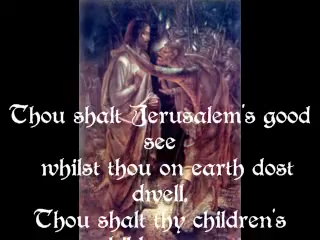 Thou shalt Jerusalem's good
see
whilst thou on earth dost
dwell.
Thou shalt thy children's